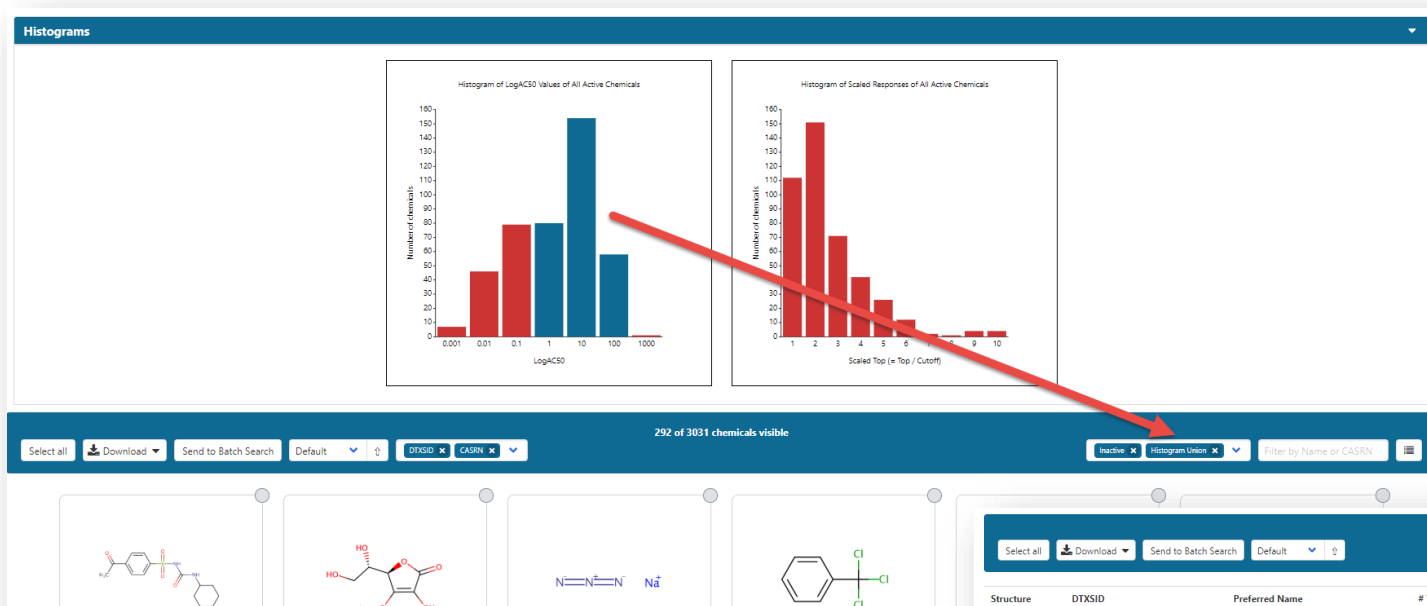 Histograms
Histogram of LogAC50 Values of All Active Chemicals
Number of chemicals
160
150
140
130
120
110
100
90
80
70
60
50
40
30
20
10
0
0.001 0.01 0.1 1 10 100 1000
LogAC50
Histogram of Scaled Responses of All Active Chemicals
Number of chemicals
160
150
140
130
120
110
100
90
80
70
60
50
40
30
20
10
0
1 2 3 4 5 6 7 8 9 10
Scaled Top (= Top / Cutoff)
292 of 3031 chemicals visible
Select all Download Send to Batch Search Default DTXSID x CASRN x Inactive x Histogram Union x Filter by Name or CASRN
O
H₃C
O
O
N
HO
HO
O
O
N N⁺ N⁻ Na⁺
Cl
Cl
Cl
Select all Download Send to Batch Search Default
Structure DTXSID Preferred Name #